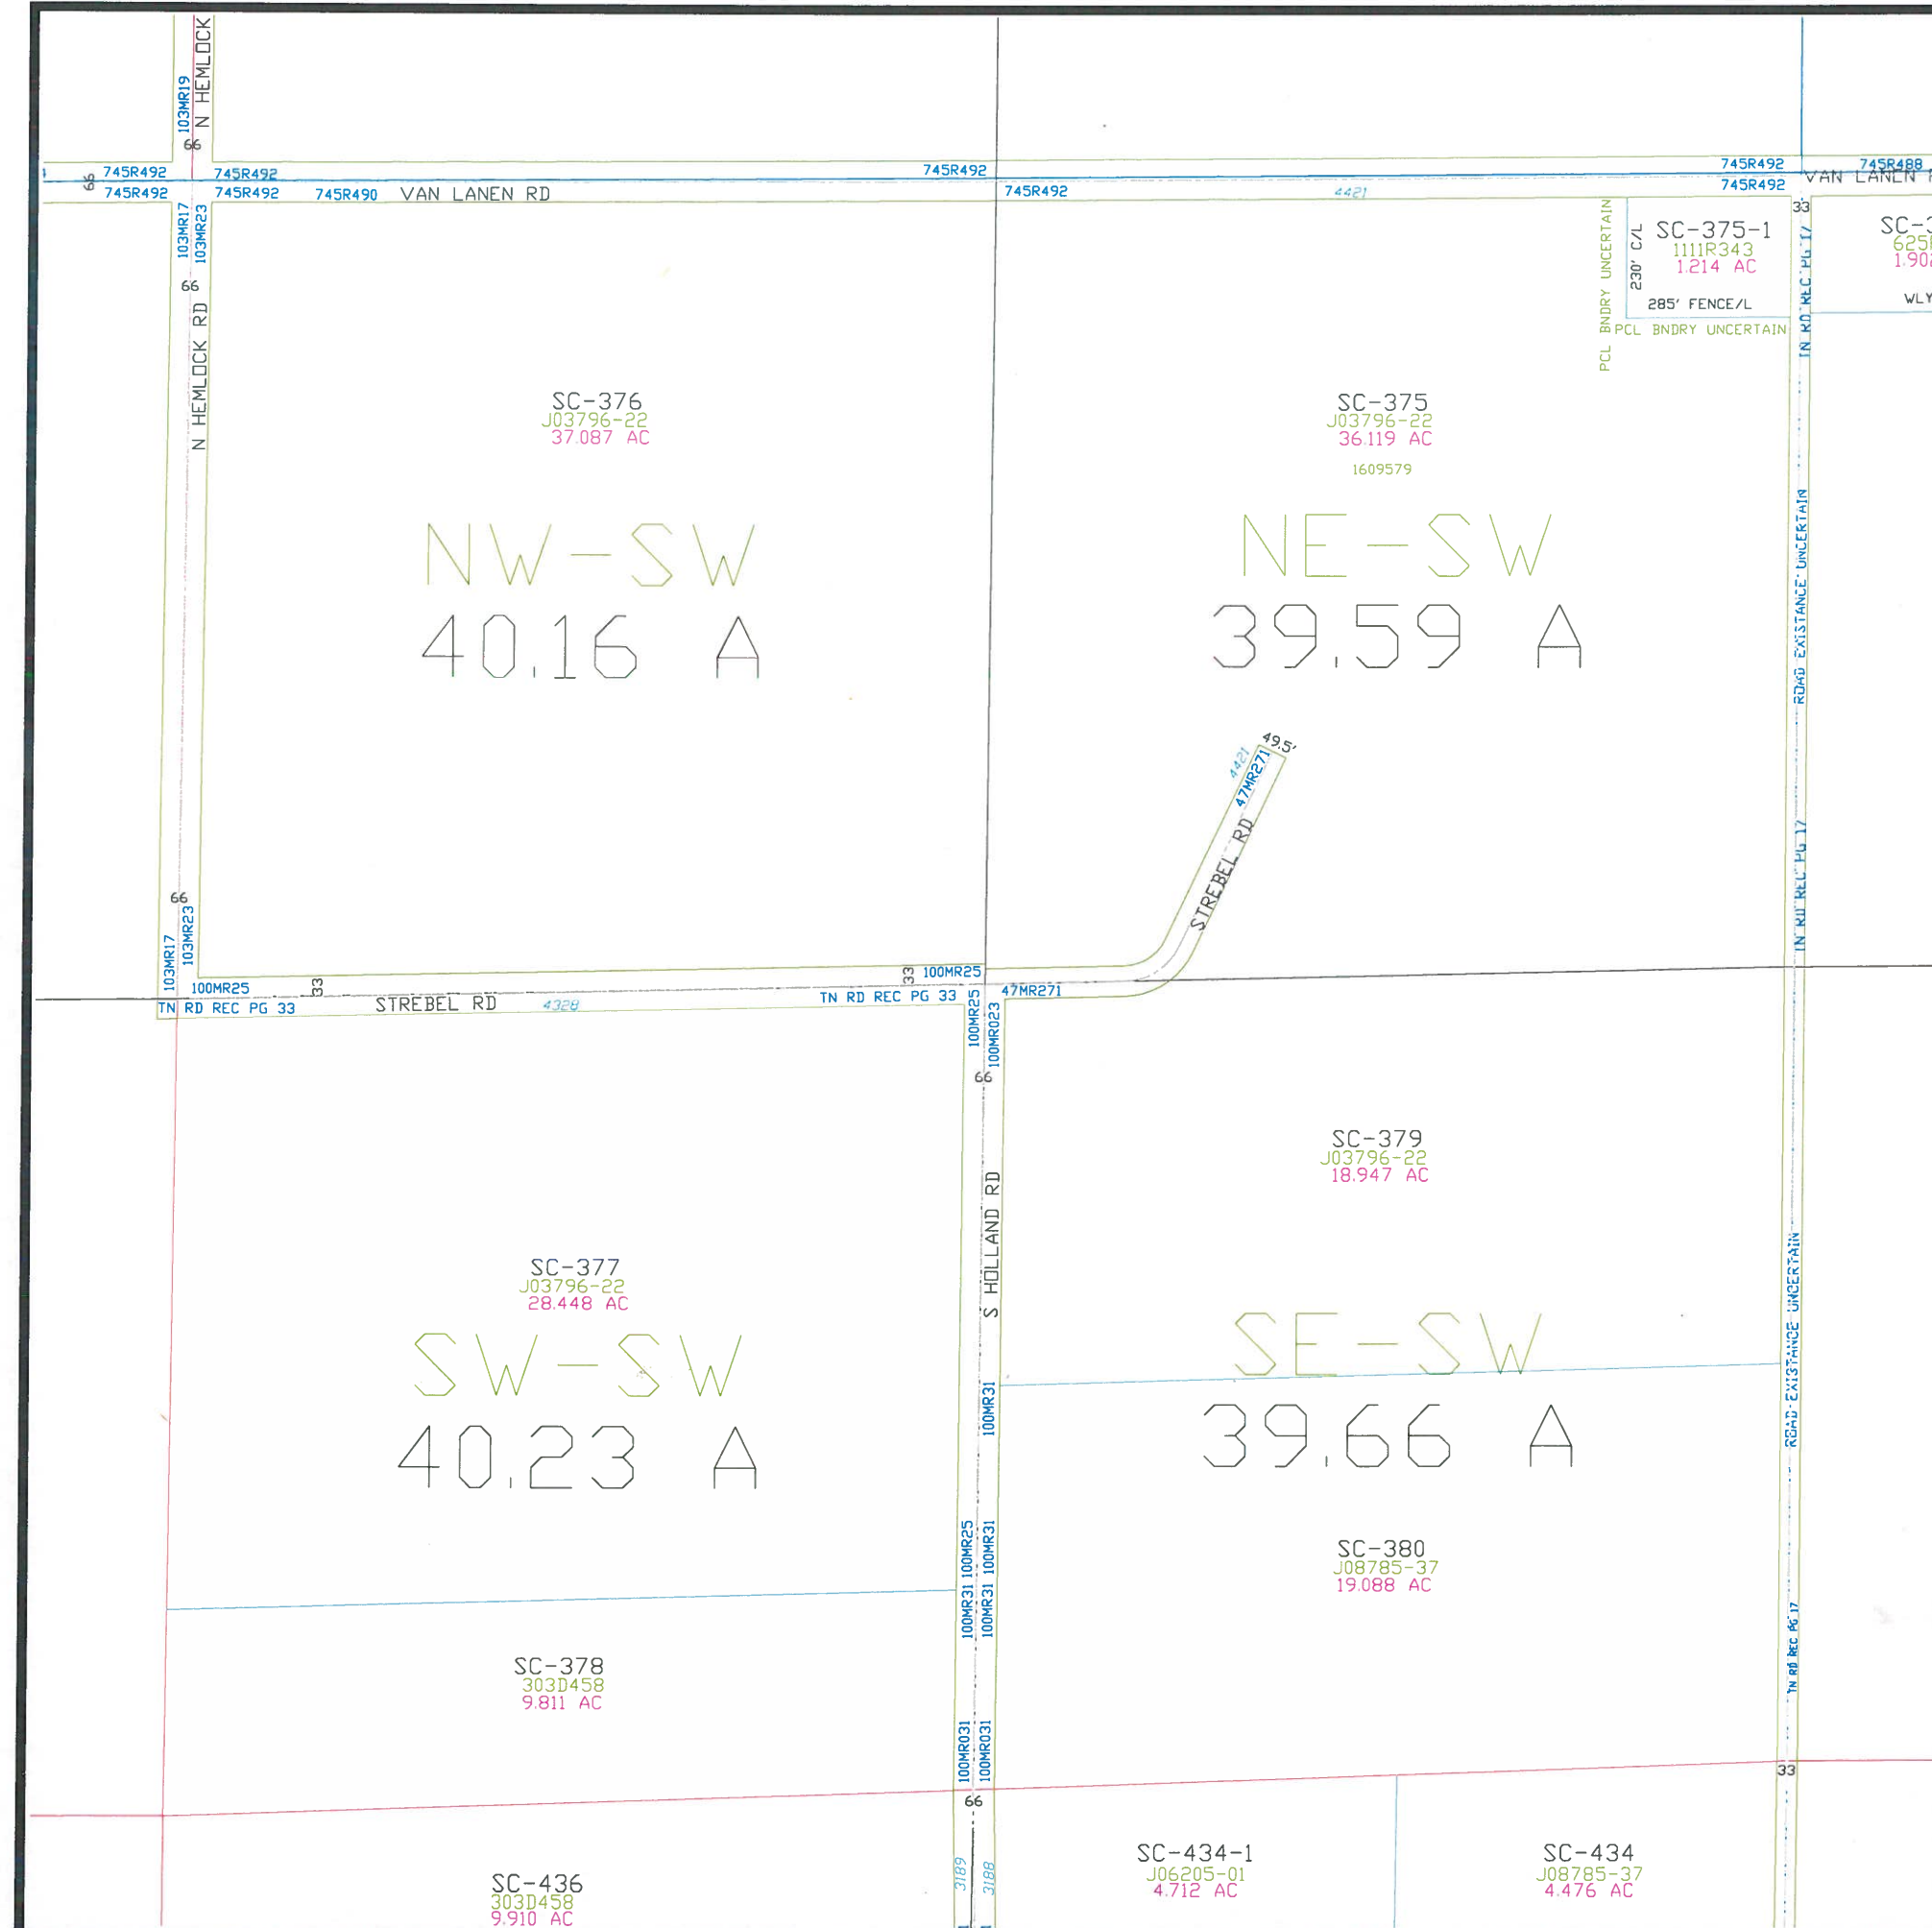 103MR19
N HEMLOCK
66
66
745R492
745R492
745R492
745R492
745R488
745R492
745R492
745R490
VAN LANEN RD
745R492
4421
745R492
VAN LANEN
103MR17
103MR23
66
N HEMLOCK RD
PCL BNDRY UNCERTAIN
230' C/L
SC-375-1
1111R343
1.214 AC
285' FENCE/L
PCL BNDRY UNCERTAIN
33
TN RD REC PG 17
WLY
SC-376
J03796-22
37.087 AC
SC-375
J03796-22
36.119 AC
1609579
NW-SW
40.16 A
NE-SW
39.59 A
ROAD EXISTANCE UNCERTAIN
49.5'
4421
47MR271
STREBEL RD
TN RD REC PG 17
66
103MR17
103MR23
100MR25
33
33
100MR25
TN RD REC PG 33
STREBEL RD
4328
TN RD REC PG 33
47MR271
100MR25
100MR023
66
S HOLLAND RD
SC-379
J03796-22
18.947 AC
SC-377
J03796-22
28.448 AC
SW-SW
40.23 A
SE-SW
39.66 A
ROAD EXISTANCE UNCERTAIN
100MR31
100MR25
100MR31
100MR31
100MR31
SC-380
J08785-37
19.088 AC
TN RD REC PG 17
SC-378
303D458
9.811 AC
100MR031
100MR031
66
33
3189
3188
SC-434-1
J06205-01
4.712 AC
SC-434
J08785-37
4.476 AC
SC-436
303D458
9.910 AC